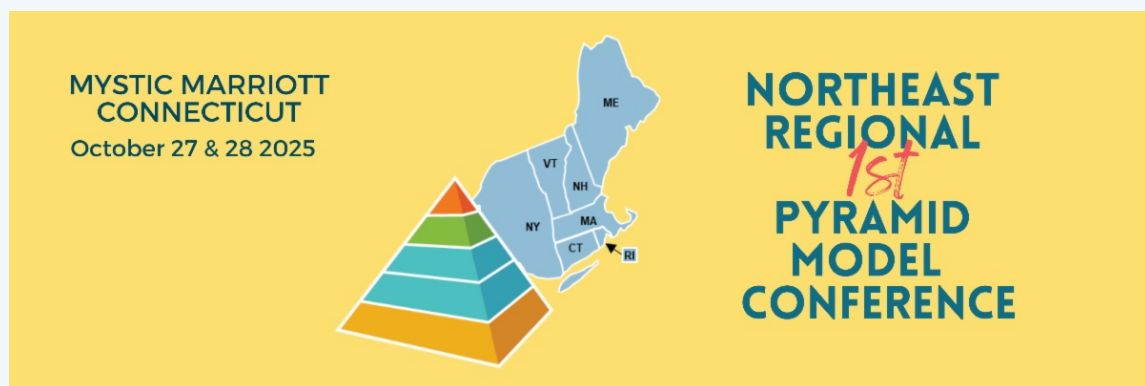 MYSTIC MARRIOTT
CONNECTICUT
October 27 & 28 2025
ME
VT
NH
NY
MA
CT
RI
NORTHEAST
REGIONAL
1st
PYRAMID
MODEL
CONFERENCE